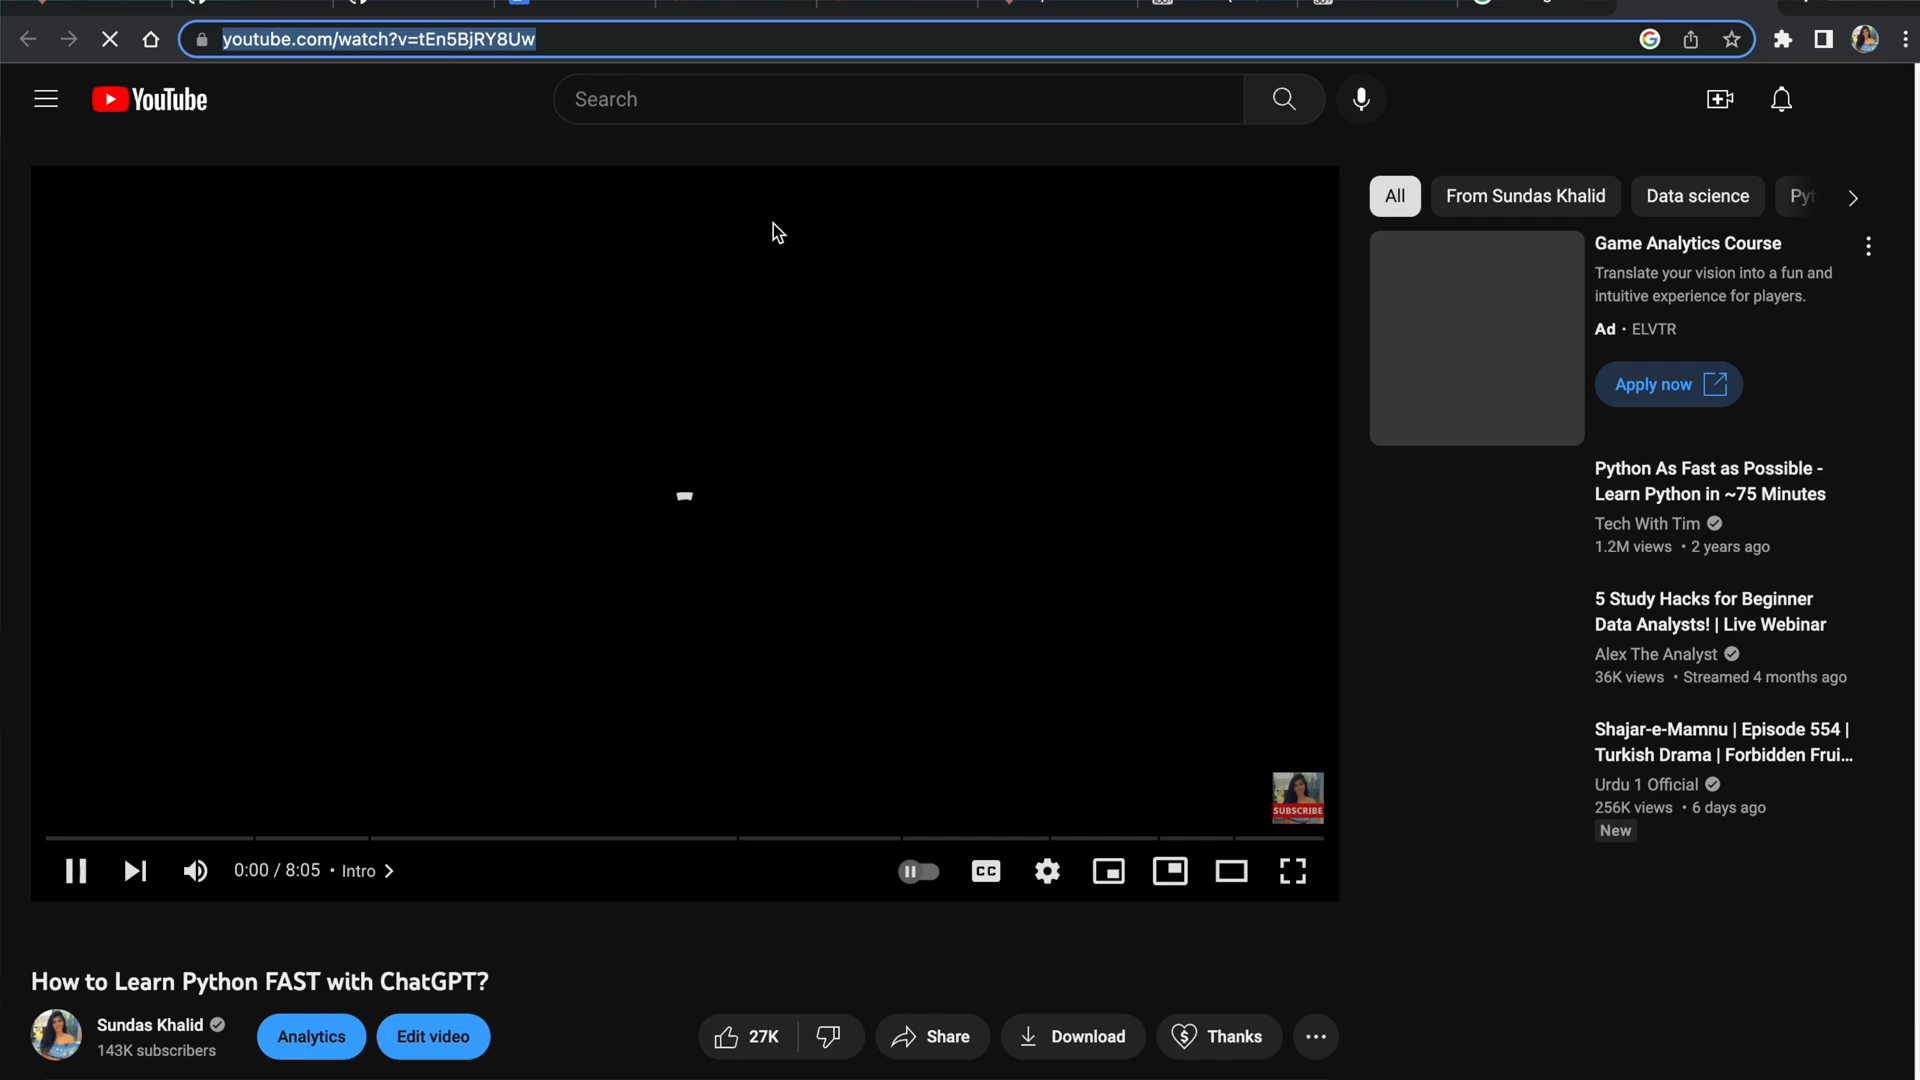 youtube.com/watch?v=tEn5BjRY8Uw
YouTube
Search
All
From Sundas Khalid
Data science
Pyt
Game Analytics Course
Translate your vision into a fun and
intuitive experience for players.
Ad · ELVTR
Apply now
Python As Fast as Possible -
Learn Python in ~75 Minutes
Tech With Tim
1.2M views • 2 years ago
5 Study Hacks for Beginner
Data Analysts! | Live Webinar
Alex The Analyst
36K views • Streamed 4 months ago
Shajar-e-Mamnu | Episode 554 |
Turkish Drama | Forbidden Frui...
Urdu 1 Official
256K views • 6 days ago
New
SUBSCRIBE
0:00 / 8:05 • Intro
CC
How to Learn Python FAST with ChatGPT?
Sundas Khalid
143K subscribers
Analytics
Edit video
27K
Share
Download
Thanks